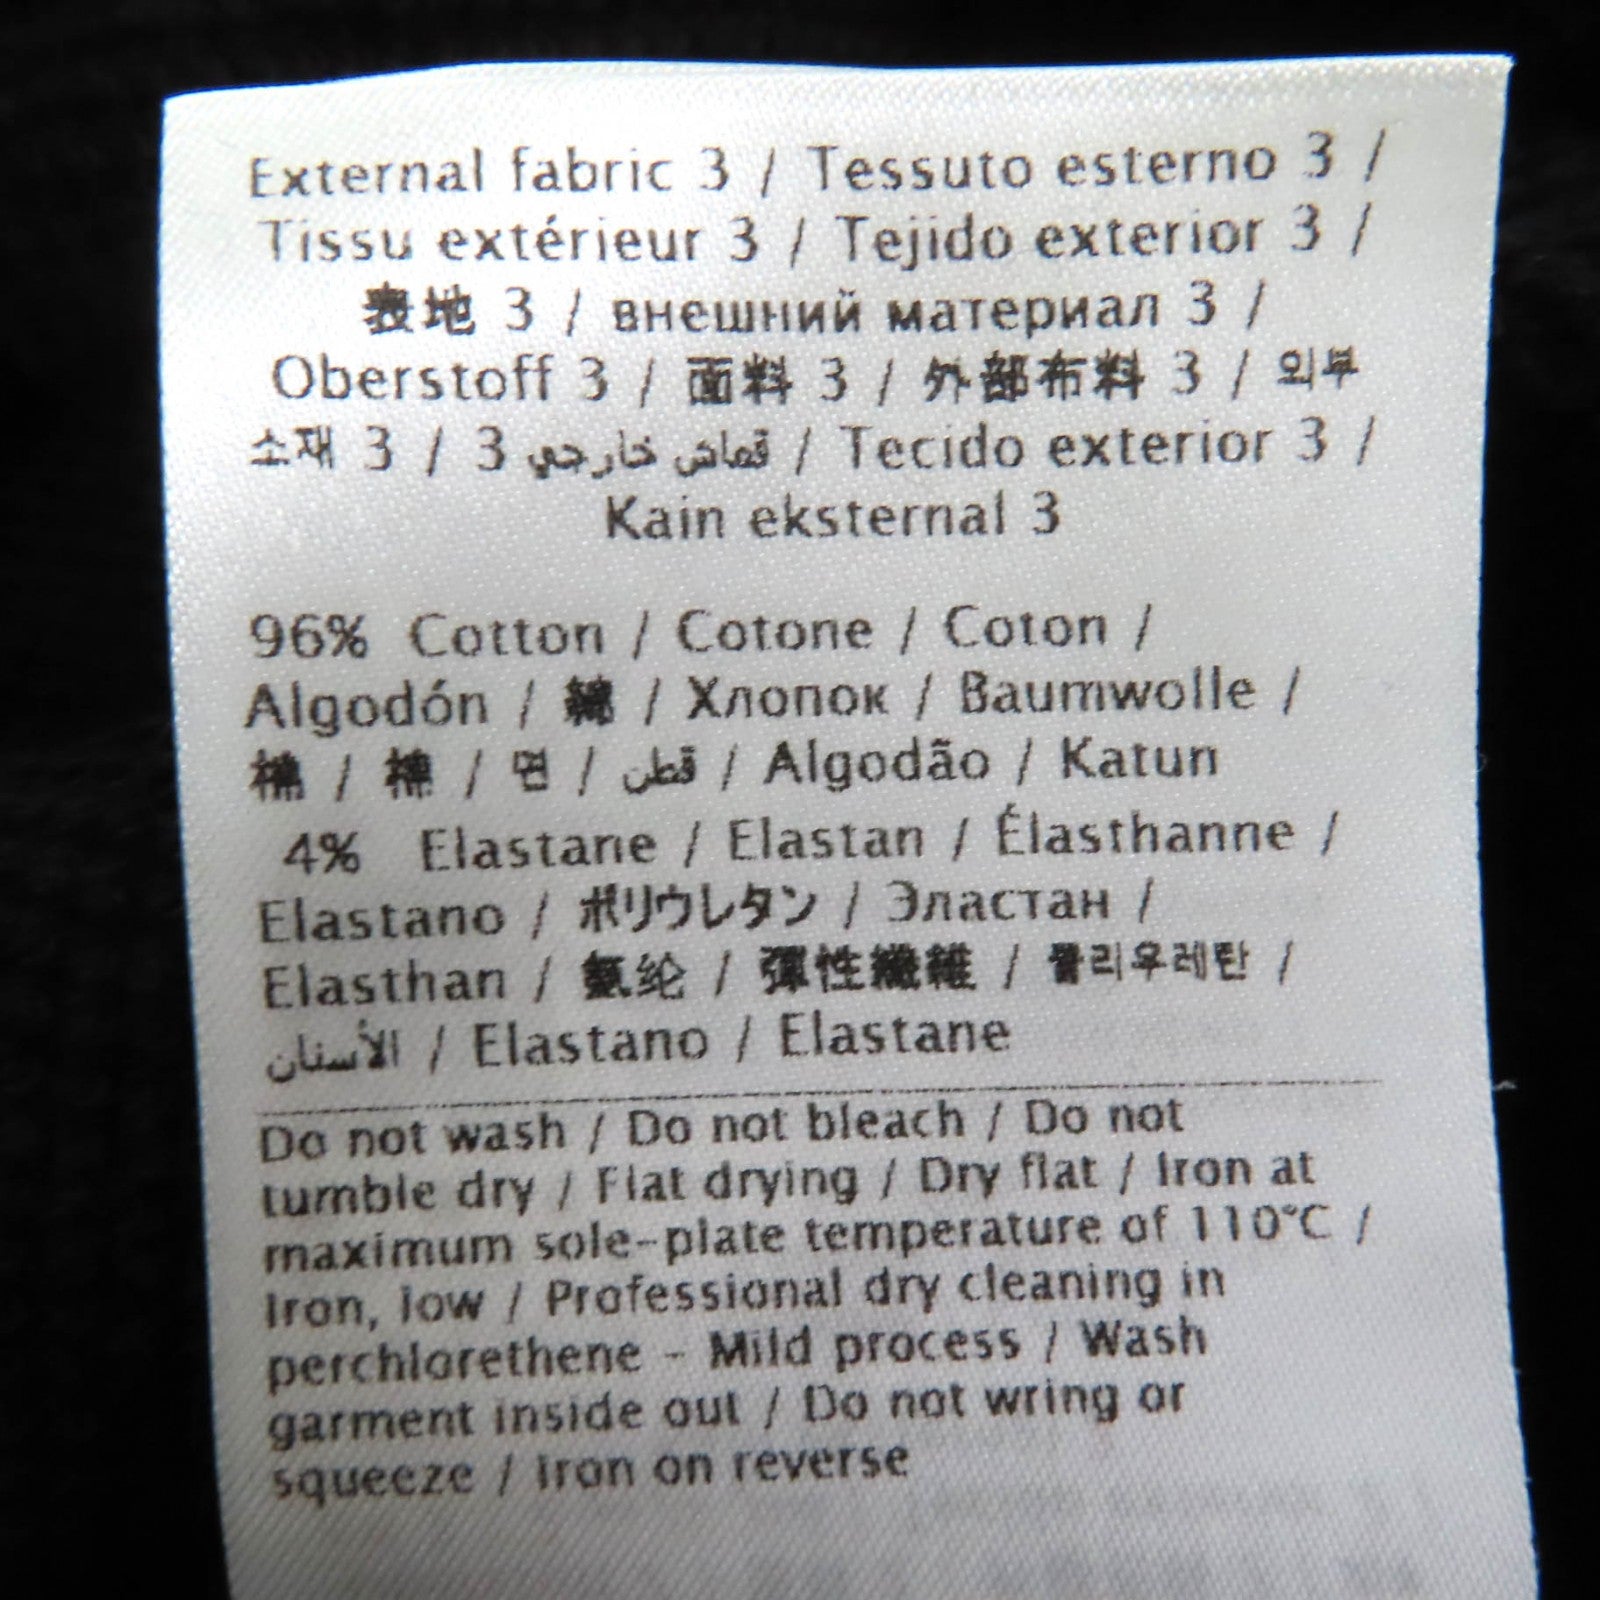 External fabric 3 / Tessuto esterno 3 /
Tissu extérieur 3 / Tejido exterior 3 /
表地 3 / внешний материал 3 /
Oberstoff 3 / 面料 3 / 外部布料 3 / 외부
소재 3 / 3 قماش خارجي / Tecido exterior 3 /
Kain eksternal 3
96% Cotton / Cotone / Coton /
Algodón / 綿 / Хлопок / Baumwolle /
棉 / 棉 / 면 / قطن / Algodão / Katun
4% Elastane / Elastan / Élasthanne /
Elastano / ポリウレタン / Эластан /
Elasthan / 氨纶 / 彈性纖維 / 폴리우레탄 /
الأسنان / Elastano / Elastane
Do not wash / Do not bleach / Do not
tumble dry / Flat drying / Dry flat / Iron at
maximum sole-plate temperature of 110°C /
Iron, low / Professional dry cleaning in
perchlorethene - Mild process / Wash
garment inside out / Do not wring or
squeeze / Iron on reverse